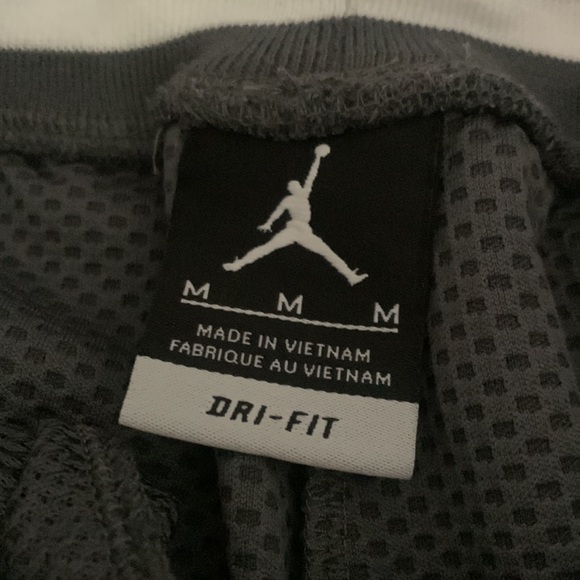 M M M
MADE IN VIETNAM
FABRIQUE AU VIETNAM
DRI-FIT